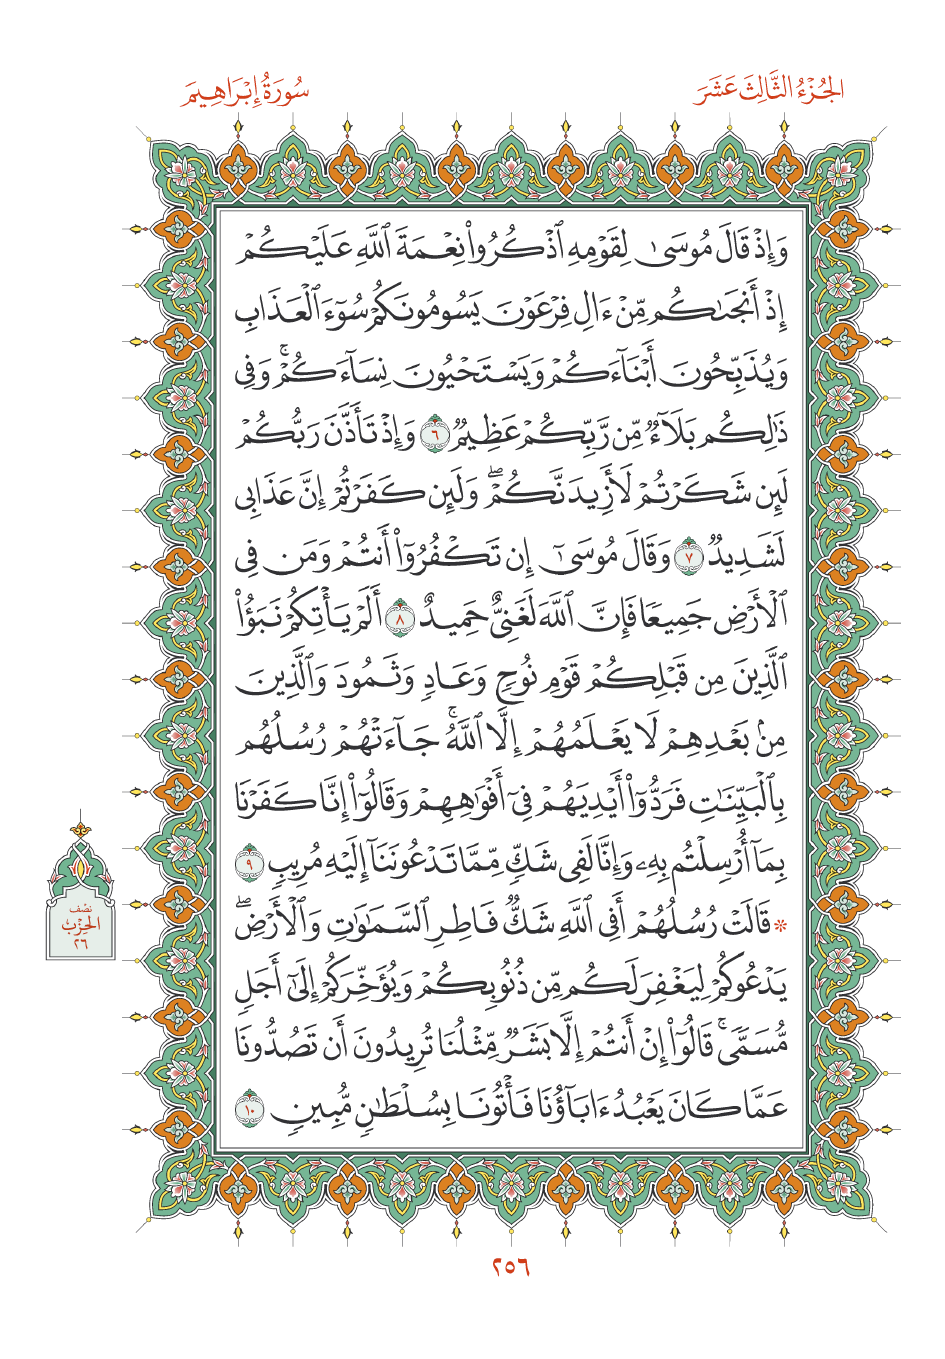 الجُزْءُ الثَّالِثَ عَشَرَ
سُورَةُ إِبْرَاهِيمَ
وَإِذْ قَالَ مُوسَىٰ لِقَوْمِهِ ٱذْكُرُوا۟ نِعْمَةَ ٱللَّهِ عَلَيْكُمْ
إِذْ أَنجَىٰكُم مِّنْ ءَالِ فِرْعَوْنَ يَسُومُونَكُمْ سُوٓءَ ٱلْعَذَابِ
وَيُذَبِّحُونَ أَبْنَآءَكُمْ وَيَسْتَحْيُونَ نِسَآءَكُمْ ۚ وَفِى
ذَٰلِكُم بَلَآءٌ مِّن رَّبِّكُمْ عَظِيمٌ ٦ وَإِذْ تَأَذَّنَ رَبُّكُمْ
لَئِن شَكَرْتُمْ لَأَزِيدَنَّكُمْ ۖ وَلَئِن كَفَرْتُمْ إِنَّ عَذَابِى
لَشَدِيدٌ ٧ وَقَالَ مُوسَىٰٓ إِن تَكْفُرُوٓا۟ أَنتُمْ وَمَن فِى
ٱلْأَرْضِ جَمِيعًا فَإِنَّ ٱللَّهَ لَغَنِىٌّ حَمِيدٌ ٨ أَلَمْ يَأْتِكُمْ نَبَؤُا۟
ٱلَّذِينَ مِن قَبْلِكُمْ قَوْمِ نُوحٍ وَعَادٍ وَثَمُودَ وَٱلَّذِينَ
مِنۢ بَعْدِهِمْ لَا يَعْلَمُهُمْ إِلَّا ٱللَّهُ ۚ جَآءَتْهُمْ رُسُلُهُم
بِٱلْبَيِّنَٰتِ فَرَدُّوٓا۟ أَيْدِيَهُمْ فِىٓ أَفْوَٰهِهِمْ وَقَالُوٓا۟ إِنَّا كَفَرْنَا
بِمَآ أُرْسِلْتُم بِهِۦ وَإِنَّا لَفِى شَكٍّ مِّمَّا تَدْعُونَنَآ إِلَيْهِ مُرِيبٍ ٩
۞ قَالَتْ رُسُلُهُمْ أَفِى ٱللَّهِ شَكٌّ فَاطِرِ ٱلسَّمَٰوَٰتِ وَٱلْأَرْضِ ۖ
يَدْعُوكُمْ لِيَغْفِرَ لَكُم مِّن ذُنُوبِكُمْ وَيُؤَخِّرَكُمْ إِلَىٰٓ أَجَلٍ
مُّسَمًّى ۚ قَالُوٓا۟ إِنْ أَنتُمْ إِلَّا بَشَرٌ مِّثْلُنَا تُرِيدُونَ أَن تَصُدُّونَا
عَمَّا كَانَ يَعْبُدُ ءَابَآؤُنَا فَأْتُونَا بِسُلْطَٰنٍ مُّبِينٍ ١٠
نصْف
الحِزْبُ
٢٦
٢٥٦